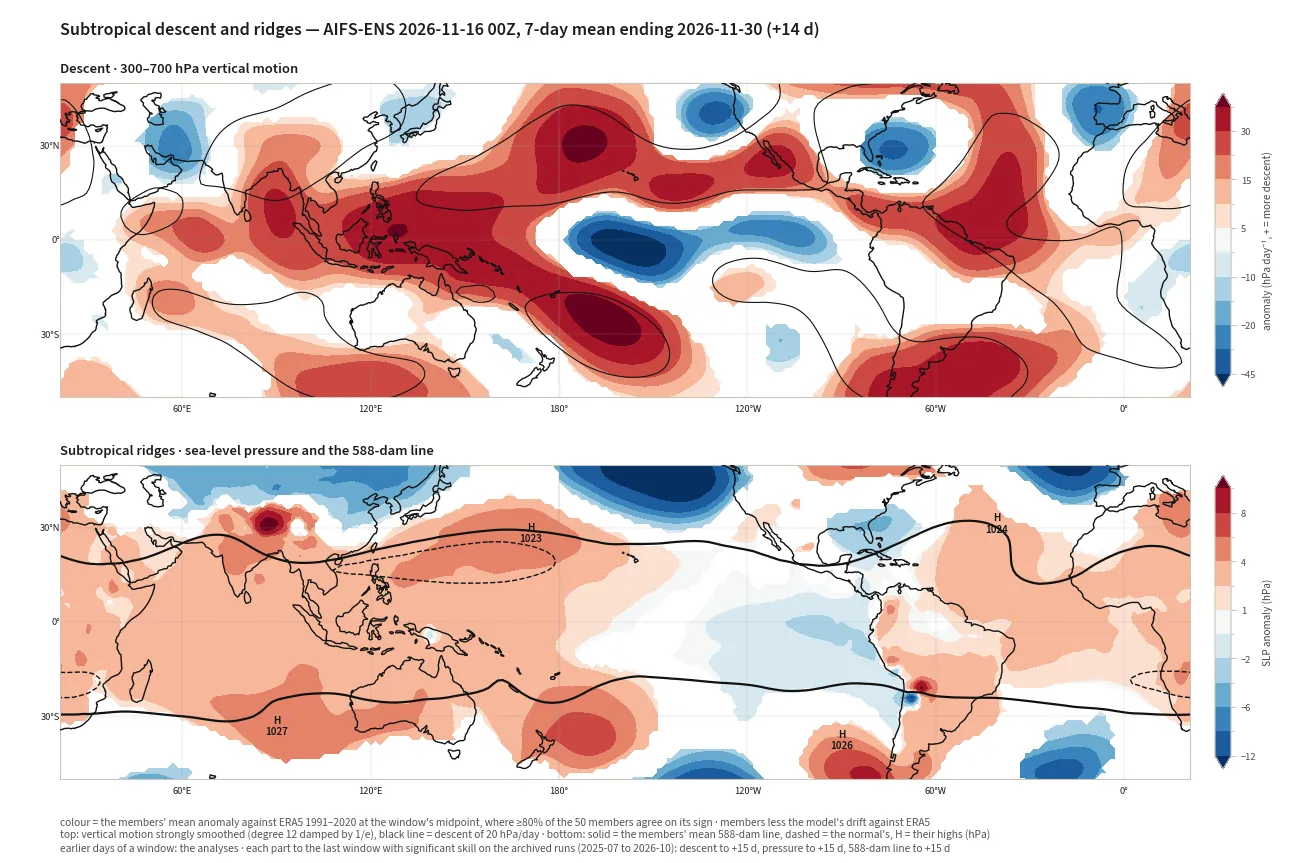 Subtropical descent and ridges — AIFS-ENS 2026-11-16 00Z, 7-day mean ending 2026-11-30 (+14 d)
Descent · 300–700 hPa vertical motion
30°N
0°
30°S
60°E
120°E
180°
120°W
60°W
0°
30
15
5
−10
−20
−45
anomaly (hPa day⁻¹, + = more descent)
Subtropical ridges · sea-level pressure and the 588-dam line
30°N
0°
30°S
H
1023
H
1024
H
1027
H
1026
60°E
120°E
180°
120°W
60°W
0°
8
4
1
−2
−6
−12
SLP anomaly (hPa)
colour = the members' mean anomaly against ERA5 1991–2020 at the window's midpoint, where ≥80% of the 50 members agree on its sign · members less the model's drift against ERA5
top: vertical motion strongly smoothed (degree 12 damped by 1/e), black line = descent of 20 hPa/day · bottom: solid = the members' mean 588-dam line, dashed = the normal's, H = their highs (hPa)
earlier days of a window: the analyses · each part to the last window with significant skill on the archived runs (2025-07 to 2026-10): descent to +15 d, pressure to +15 d, 588-dam line to +15 d